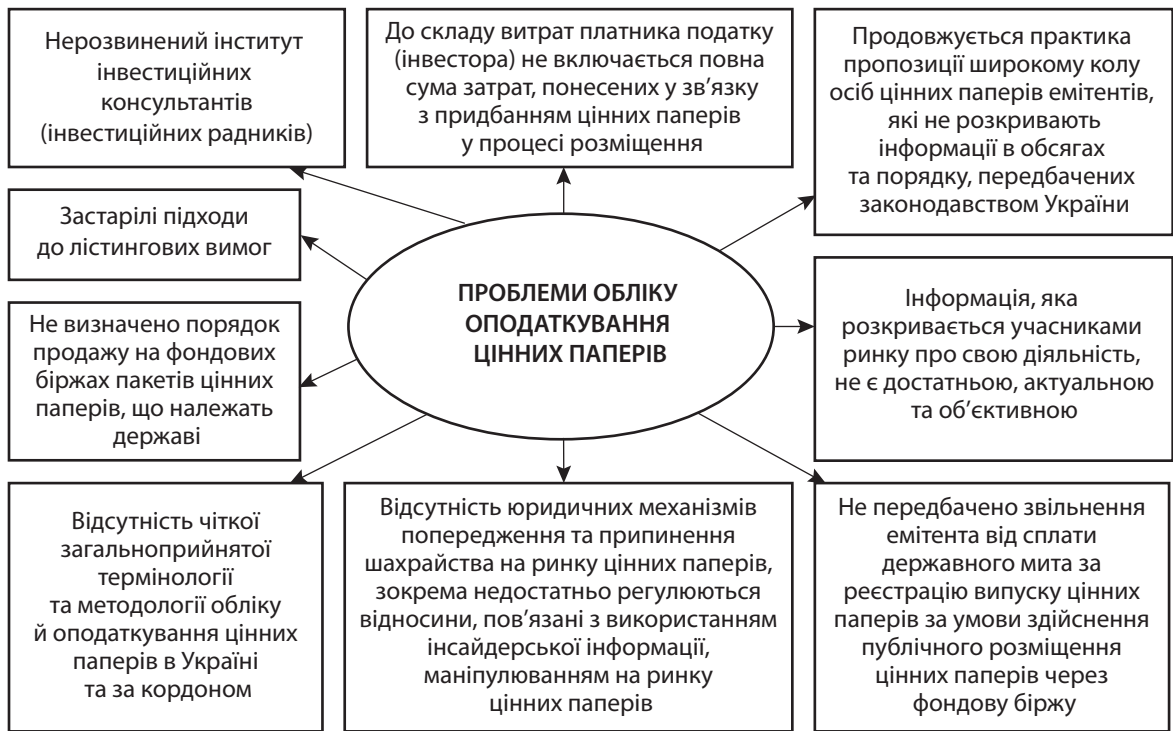 Нерозвинений інститут
інвестиційних
консультантів
(інвестиційних радників)
До складу витрат платника податку
(інвестора) не включається повна
сума затрат, понесених у зв’язку
з придбанням цінних паперів
у процесі розміщення
Продовжується практика
пропозиції широкому колу
осіб цінних паперів емітентів,
які не розкривають
інформації в обсягах
та порядку, передбачених
законодавством України
Застарілі підходи
до лістингових вимог
ПРОБЛЕМИ ОБЛІКУ
ОПОДАТКУВАННЯ
ЦІННИХ ПАПЕРІВ
Не визначено порядок
продажу на фондових
біржах пакетів цінних
паперів, що належать
державі
Інформація, яка
розкривається учасниками
ринку про свою діяльність,
не є достатньою, актуальною
та об’єктивною
Відсутність чіткої
загальноприйнятої
термінології
та методології обліку
й оподаткування цінних
паперів в Україні
та за кордоном
Відсутність юридичних механізмів
попередження та припинення
шахрайства на ринку цінних паперів,
зокрема недостатньо регулюються
відносини, пов’язані з використанням
інсайдерської інформації,
маніпулюванням на ринку
цінних паперів
Не передбачено звільнення
емітента від сплати
державного мита за
реєстрацію випуску цінних
паперів за умови здійснення
публічного розміщення
цінних паперів через
фондову біржу